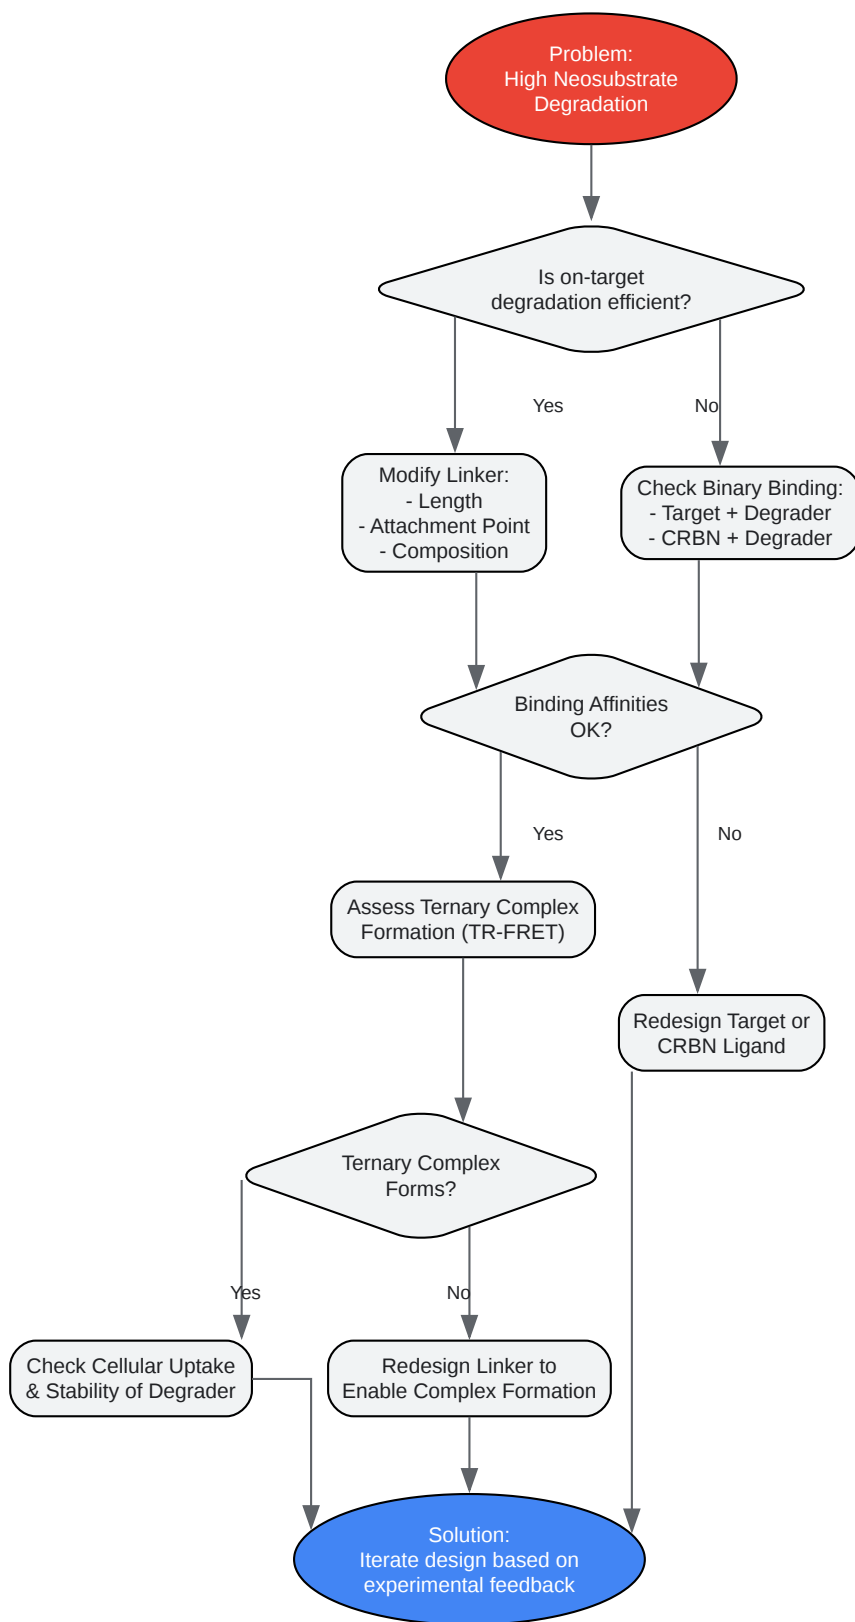 Problem:
High Neosubstrate
Degradation
Is on-target
degradation efficient?
Yes
No
Modify Linker:
- Length
- Attachment Point
- Composition
Check Binary Binding:
- Target + Degrader
- CRBN + Degrader
Binding Affinities
OK?
Yes
No
Assess Ternary Complex
Formation (TR-FRET)
Redesign Target or
CRBN Ligand
Ternary Complex
Forms?
Yes
No
Check Cellular Uptake
& Stability of Degrader
Redesign Linker to
Enable Complex Formation
Solution:
Iterate design based on
experimental feedback